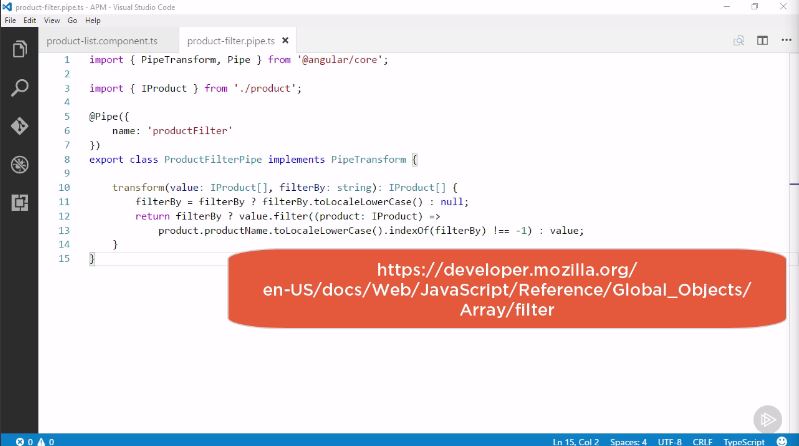 product-filter.pipe.ts - APM - Visual Studio Code
File Edit View Go Help
product-list.component.ts product-filter.pipe.ts
1 import { PipeTransform, Pipe } from '@angular/core';
2
3 import { IProduct } from './product';
4
5 @Pipe({
6 name: 'productFilter'
7 })
8 export class ProductFilterPipe implements PipeTransform {
9
10 transform(value: IProduct[], filterBy: string): IProduct[] {
11 filterBy = filterBy ? filterBy.toLocaleLowerCase() : null;
12 return filterBy ? value.filter((product: IProduct) =>
13 product.productName.toLocaleLowerCase().indexOf(filterBy) !== -1) : value;
14 }
15 }
https://developer.mozilla.org/
en-US/docs/Web/JavaScript/Reference/Global_Objects/
Array/filter
0 0 Ln 15, Col 2 Spaces: 4 UTF-8 CRLF TypeScript